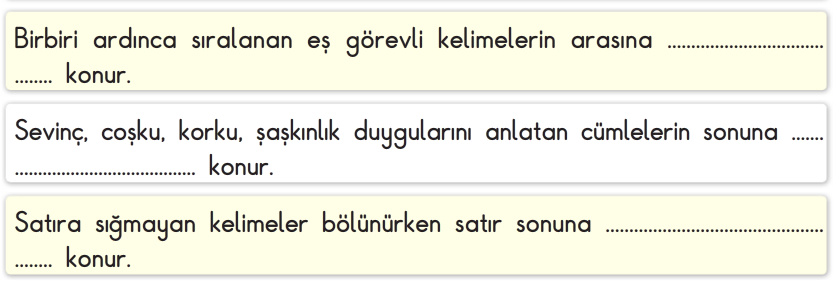 Birbiri ardınca sıralanan eş görevli kelimelerin arasına .................................
........ konur.
Sevinç, coşku, korku, şaşkınlık duygularını anlatan cümlelerin sonuna .......
....................................... konur.
Satıra sığmayan kelimeler bölünürken satır sonuna ..............................................
........ konur.